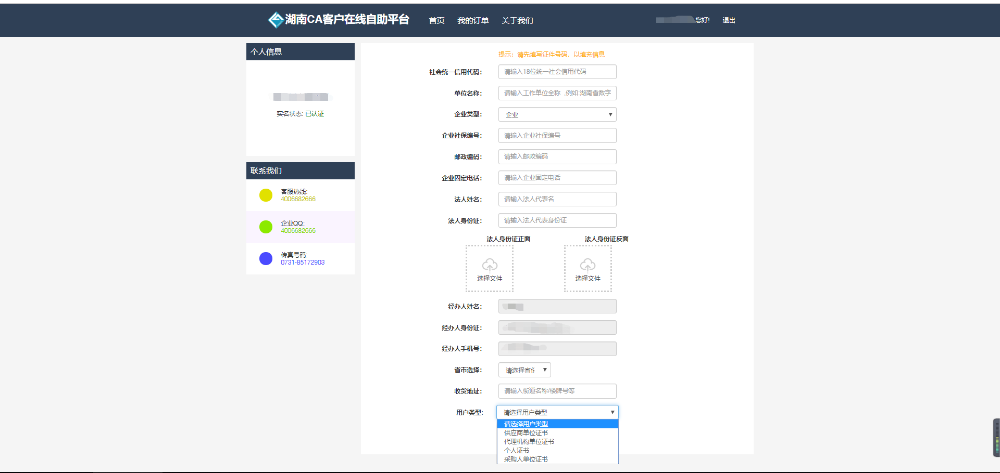 湖南CA客户在线自助平台 首页 我的订单 关于我们 您好! 退出
个人信息
实名状态: 已认证
联系我们
客服热线:
4006682666
企业QQ:
4006682666
传真号码:
0731-85172903
提示：请先填写证件号码，以填充信息
社会统一信用代码： 请输入18位统一社会信用代码
单位名称： 请输入工作单位全称 ,例如:湖南省数字
企业类型： 企业
企业社保编号： 请输入企业社保编号
邮政编码： 请输入邮政编码
企业固定电话： 请输入企业固定电话
法人姓名： 请输入法人代表名
法人身份证： 请输入法人代表身份证
法人身份证正面 法人身份证反面
选择文件 选择文件
经办人姓名：
经办人身份证：
经办人手机号：
省市选择： 请选择省份
收货地址： 请输入街道名称/楼牌号等
用户类型: 请选择用户类型
请选择用户类型
供应商单位证书
代理机构单位证书
个人证书
采购人单位证书